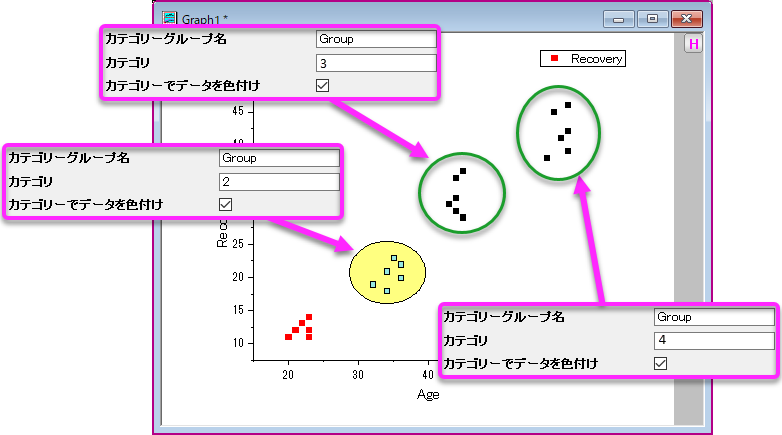 Graph1 *
カテゴリーグループ名 Group
カテゴリ 3
カテゴリーでデータを色付け
H
Recovery
45
カテゴリーグループ名 Group
カテゴリ 2
カテゴリーでデータを色付け
25
20
15
10
20 30 40
Age
カテゴリーグループ名 Group
カテゴリ 4
カテゴリーでデータを色付け